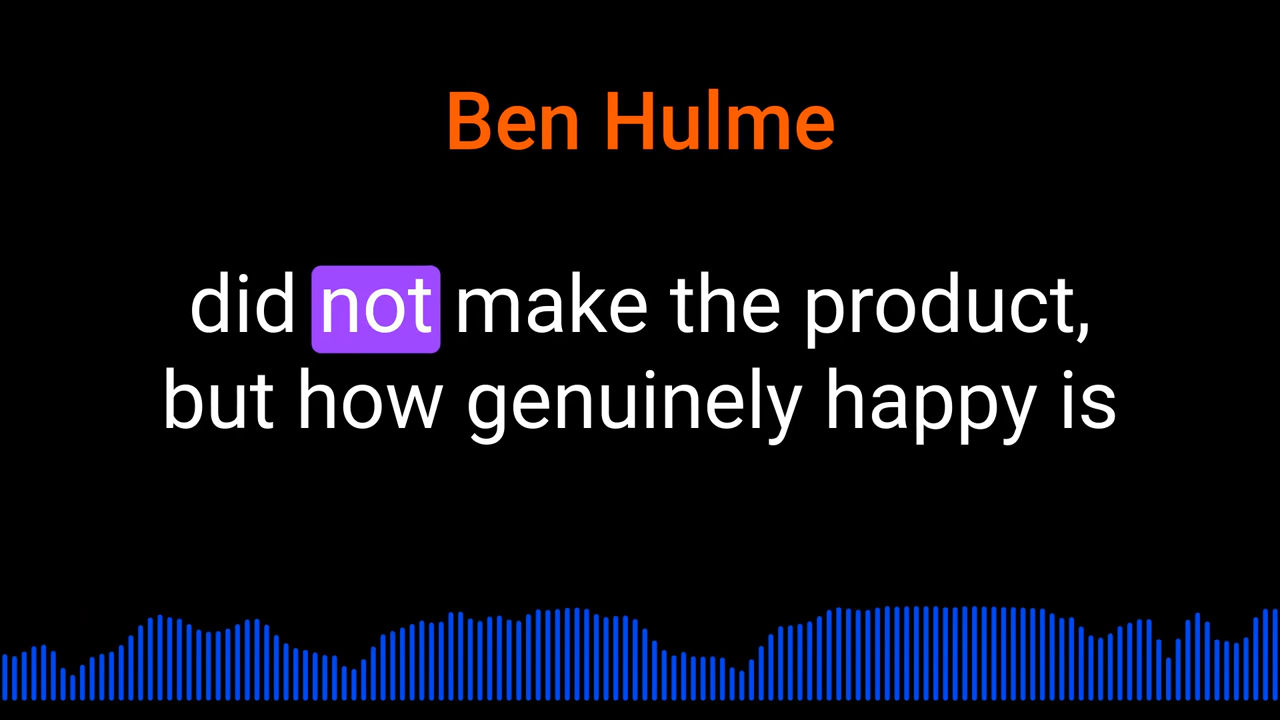 Ben Hulme
did not make the product,
but how genuinely happy is